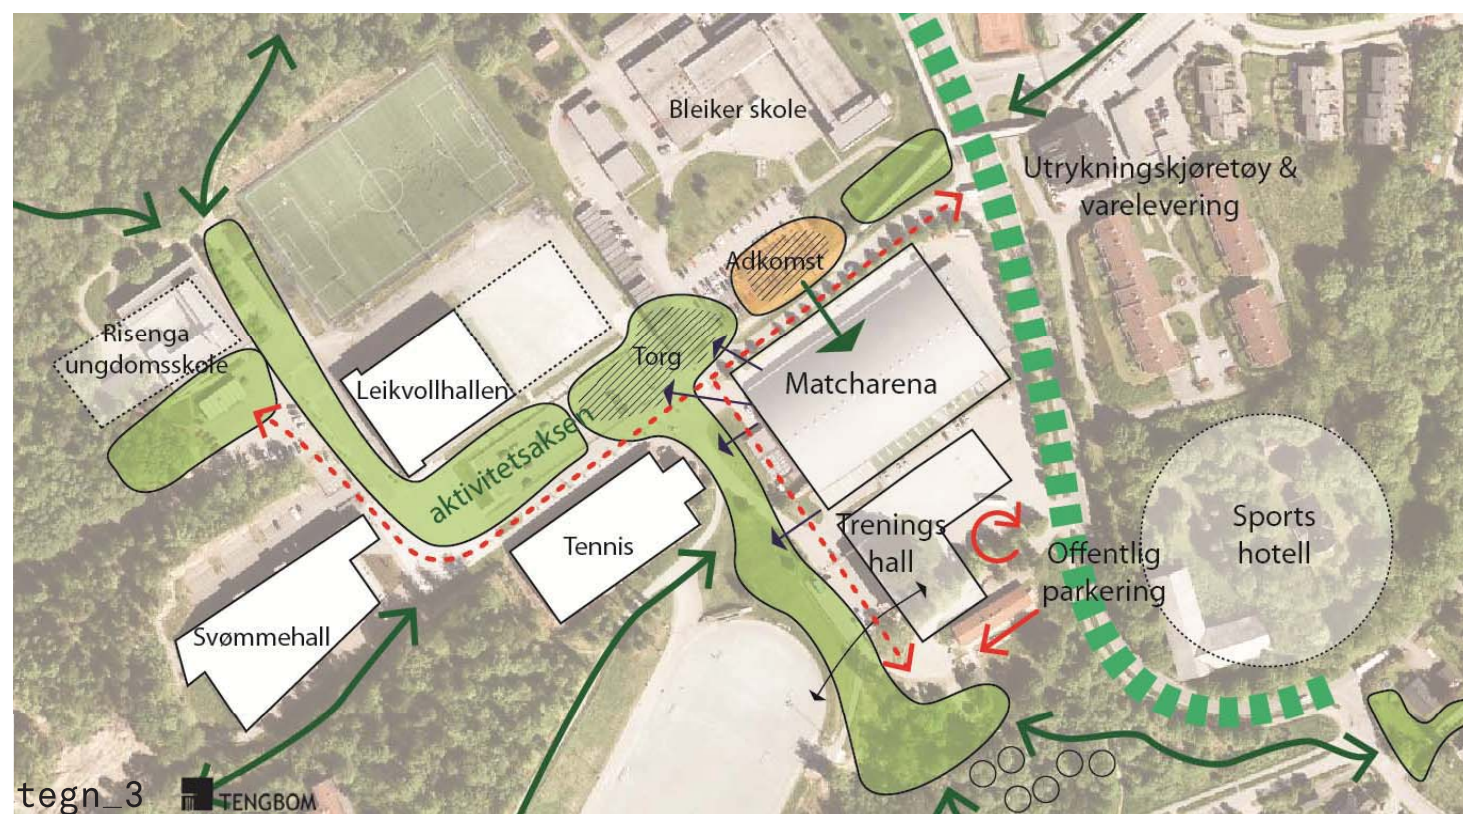 Bleiker skole
Utrykningskjøretøy &
varelevering
Adkomst
Risenga
ungdomsskole
Torg
Leikvollhallen
Matcharena
aktivitetsaksen
Trenings
hall
Sports
hotell
Tennis
Offentlig
parkering
Svømmehall
tegn_3
TENGBOM